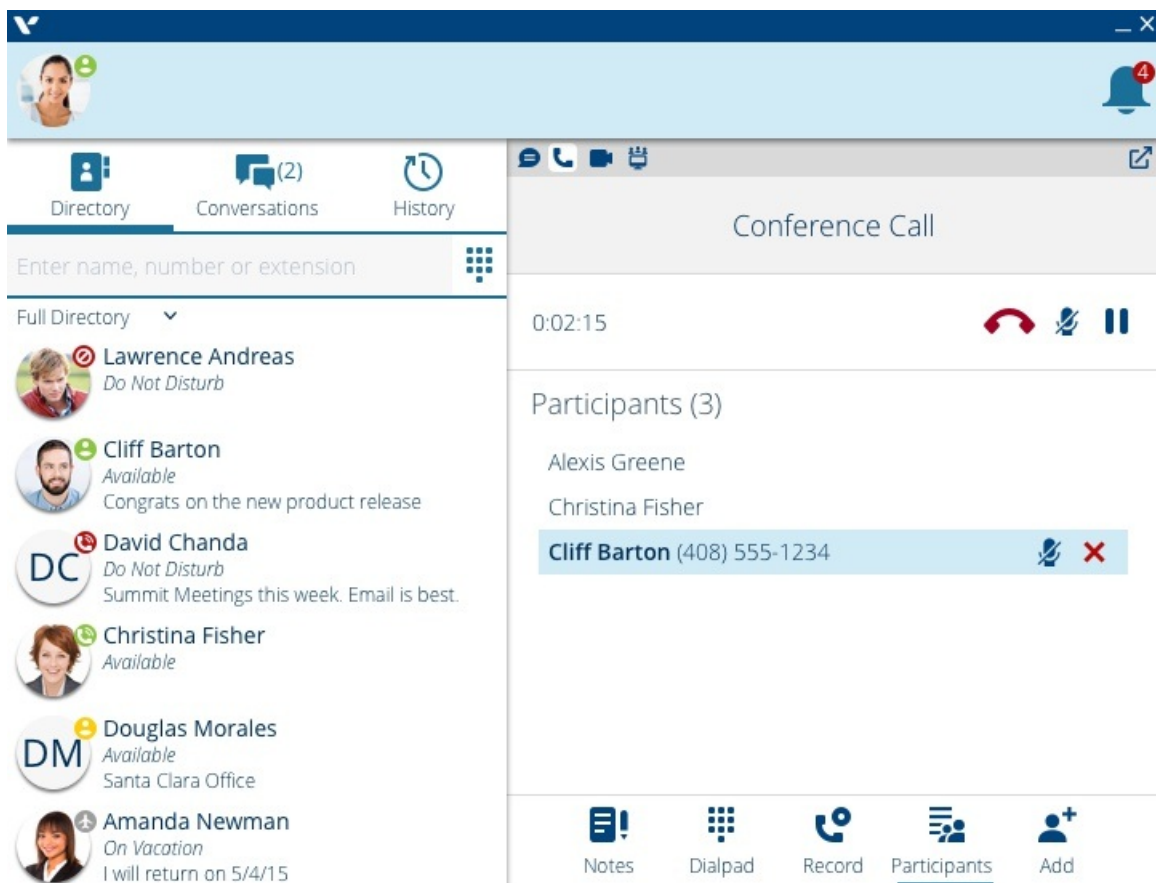 4
Directory
(2)
Conversations
History
Enter name, number or extension
Full Directory
Lawrence Andreas
Do Not Disturb
Cliff Barton
Available
Congrats on the new product release
DC
David Chanda
Do Not Disturb
Summit Meetings this week. Email is best.
Christina Fisher
Available
DM
Douglas Morales
Available
Santa Clara Office
Amanda Newman
On Vacation
I will return on 5/4/15
Conference Call
0:02:15
Participants (3)
Alexis Greene
Christina Fisher
Cliff Barton (408) 555-1234
Notes
Dialpad
Record
Participants
Add